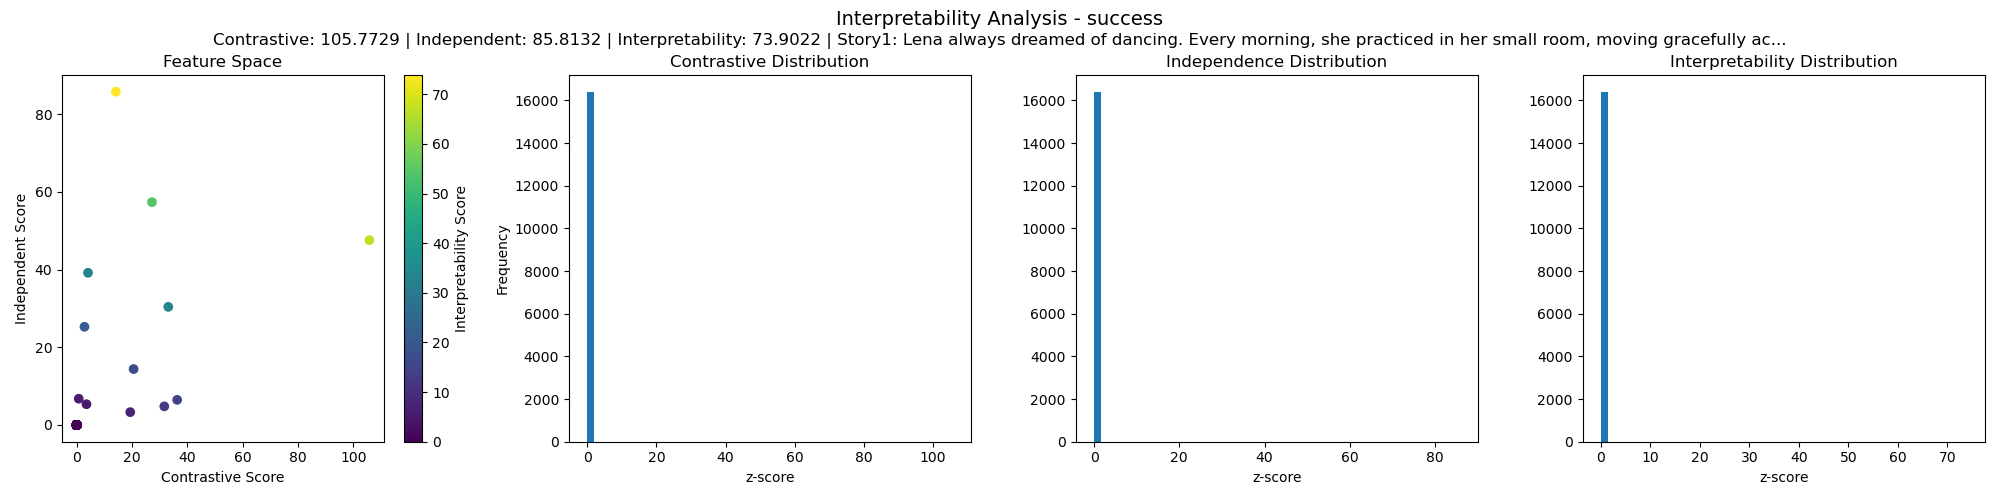 Interpretability Analysis - success
Contrastive: 105.7729 | Independent: 85.8132 | Interpretability: 73.9022 | Story1: Lena always dreamed of dancing. Every morning, she practiced in her small room, moving gracefully ac...
Feature Space
80
60
40
20
0
Independent Score
0 20 40 60 80 100
Contrastive Score
70
60
50
40
30
20
10
0
Interpretability Score
Contrastive Distribution
16000
14000
12000
10000
8000
6000
4000
2000
0
Frequency
0 20 40 60 80 100
z-score
Independence Distribution
16000
14000
12000
10000
8000
6000
4000
2000
0
0 20 40 60 80
z-score
Interpretability Distribution
16000
14000
12000
10000
8000
6000
4000
2000
0
0 10 20 30 40 50 60 70
z-score